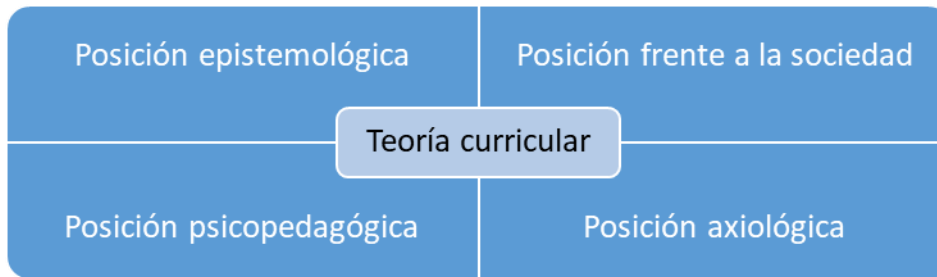 Posición epistemológica
Posición frente a la sociedad
Teoría curricular
Posición psicopedagógica
Posición axiológica